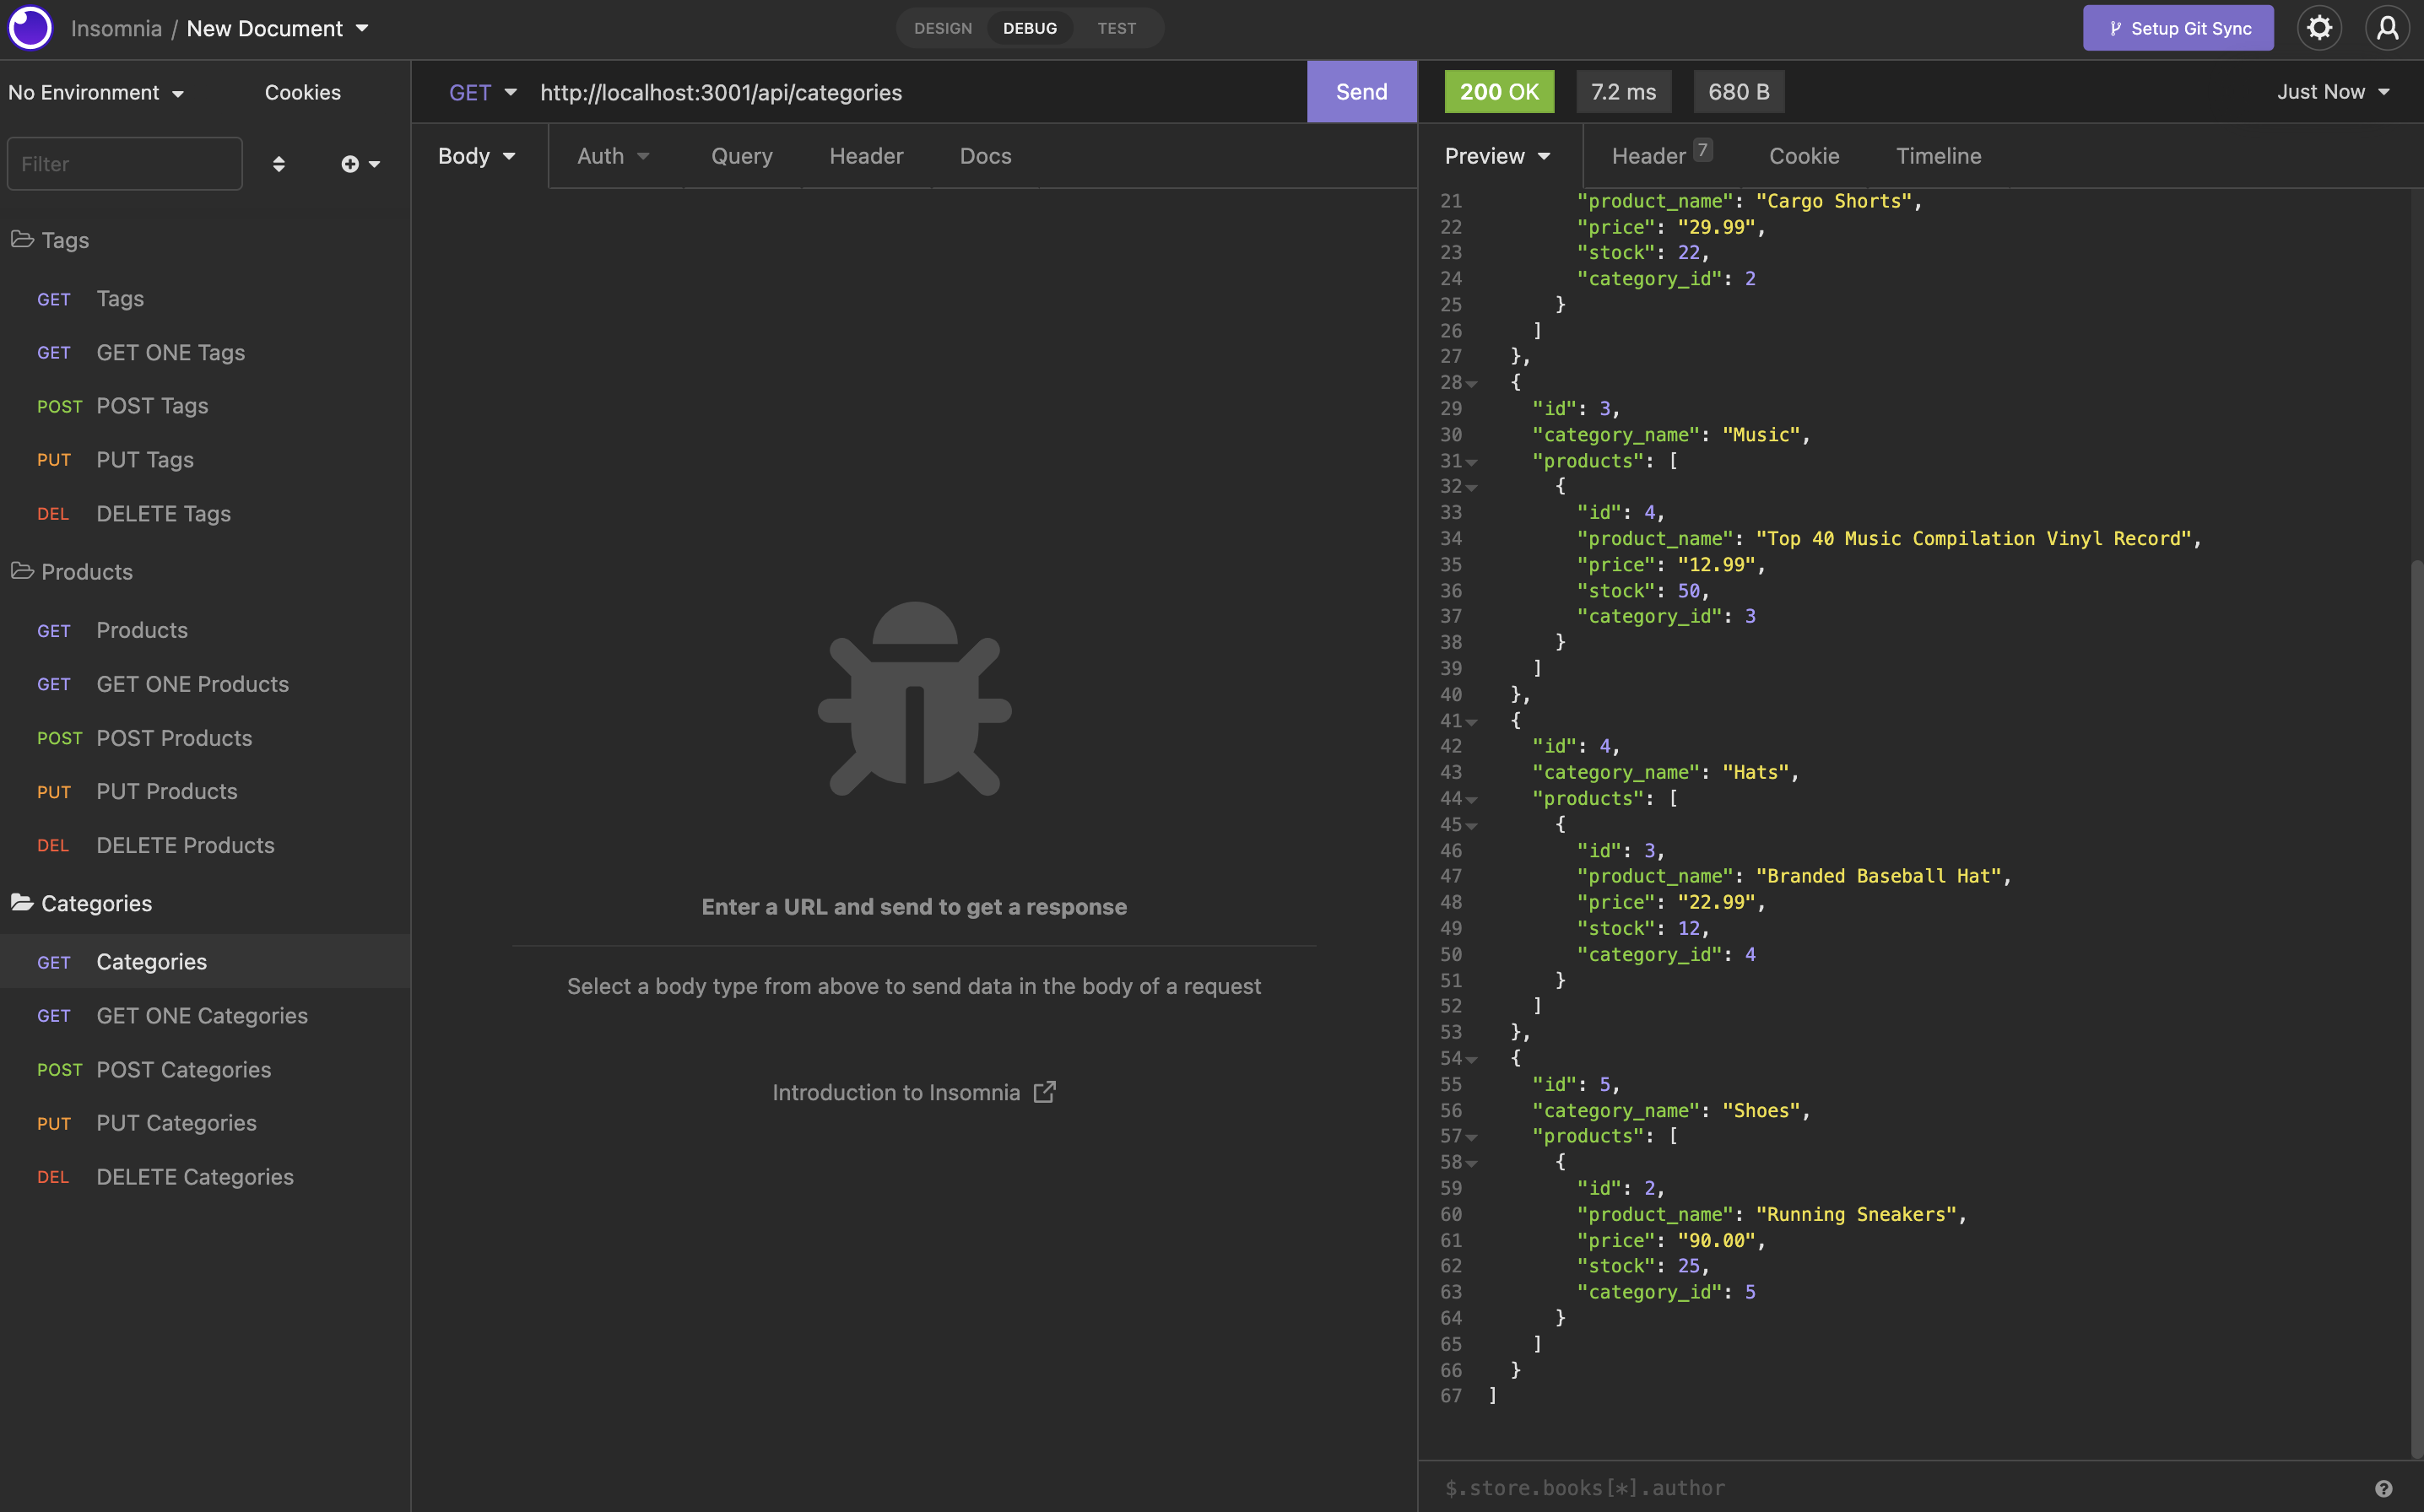 Insomnia / New Document
DESIGN DEBUG TEST
Setup Git Sync
No Environment Cookies
Filter
Tags
GET Tags
GET GET ONE Tags
POST POST Tags
PUT PUT Tags
DEL DELETE Tags
Products
GET Products
GET GET ONE Products
POST POST Products
PUT PUT Products
DEL DELETE Products
Categories
GET Categories
GET GET ONE Categories
POST POST Categories
PUT PUT Categories
DEL DELETE Categories
GET http://localhost:3001/api/categories Send
Body Auth Query Header Docs
Enter a URL and send to get a response
Select a body type from above to send data in the body of a request
Introduction to Insomnia
200 OK 7.2 ms 680 B Just Now
Preview Header 7 Cookie Timeline
21 "product_name": "Cargo Shorts",
22 "price": "29.99",
23 "stock": 22,
24 "category_id": 2
25 }
26 ]
27 },
28 {
29 "id": 3,
30 "category_name": "Music",
31 "products": [
32 {
33 "id": 4,
34 "product_name": "Top 40 Music Compilation Vinyl Record",
35 "price": "12.99",
36 "stock": 50,
37 "category_id": 3
38 }
39 ]
40 },
41 {
42 "id": 4,
43 "category_name": "Hats",
44 "products": [
45 {
46 "id": 3,
47 "product_name": "Branded Baseball Hat",
48 "price": "22.99",
49 "stock": 12,
50 "category_id": 4
51 }
52 ]
53 },
54 {
55 "id": 5,
56 "category_name": "Shoes",
57 "products": [
58 {
59 "id": 2,
60 "product_name": "Running Sneakers",
61 "price": "90.00",
62 "stock": 25,
63 "category_id": 5
64 }
65 ]
66 }
67 ]
$.store.books[*].author